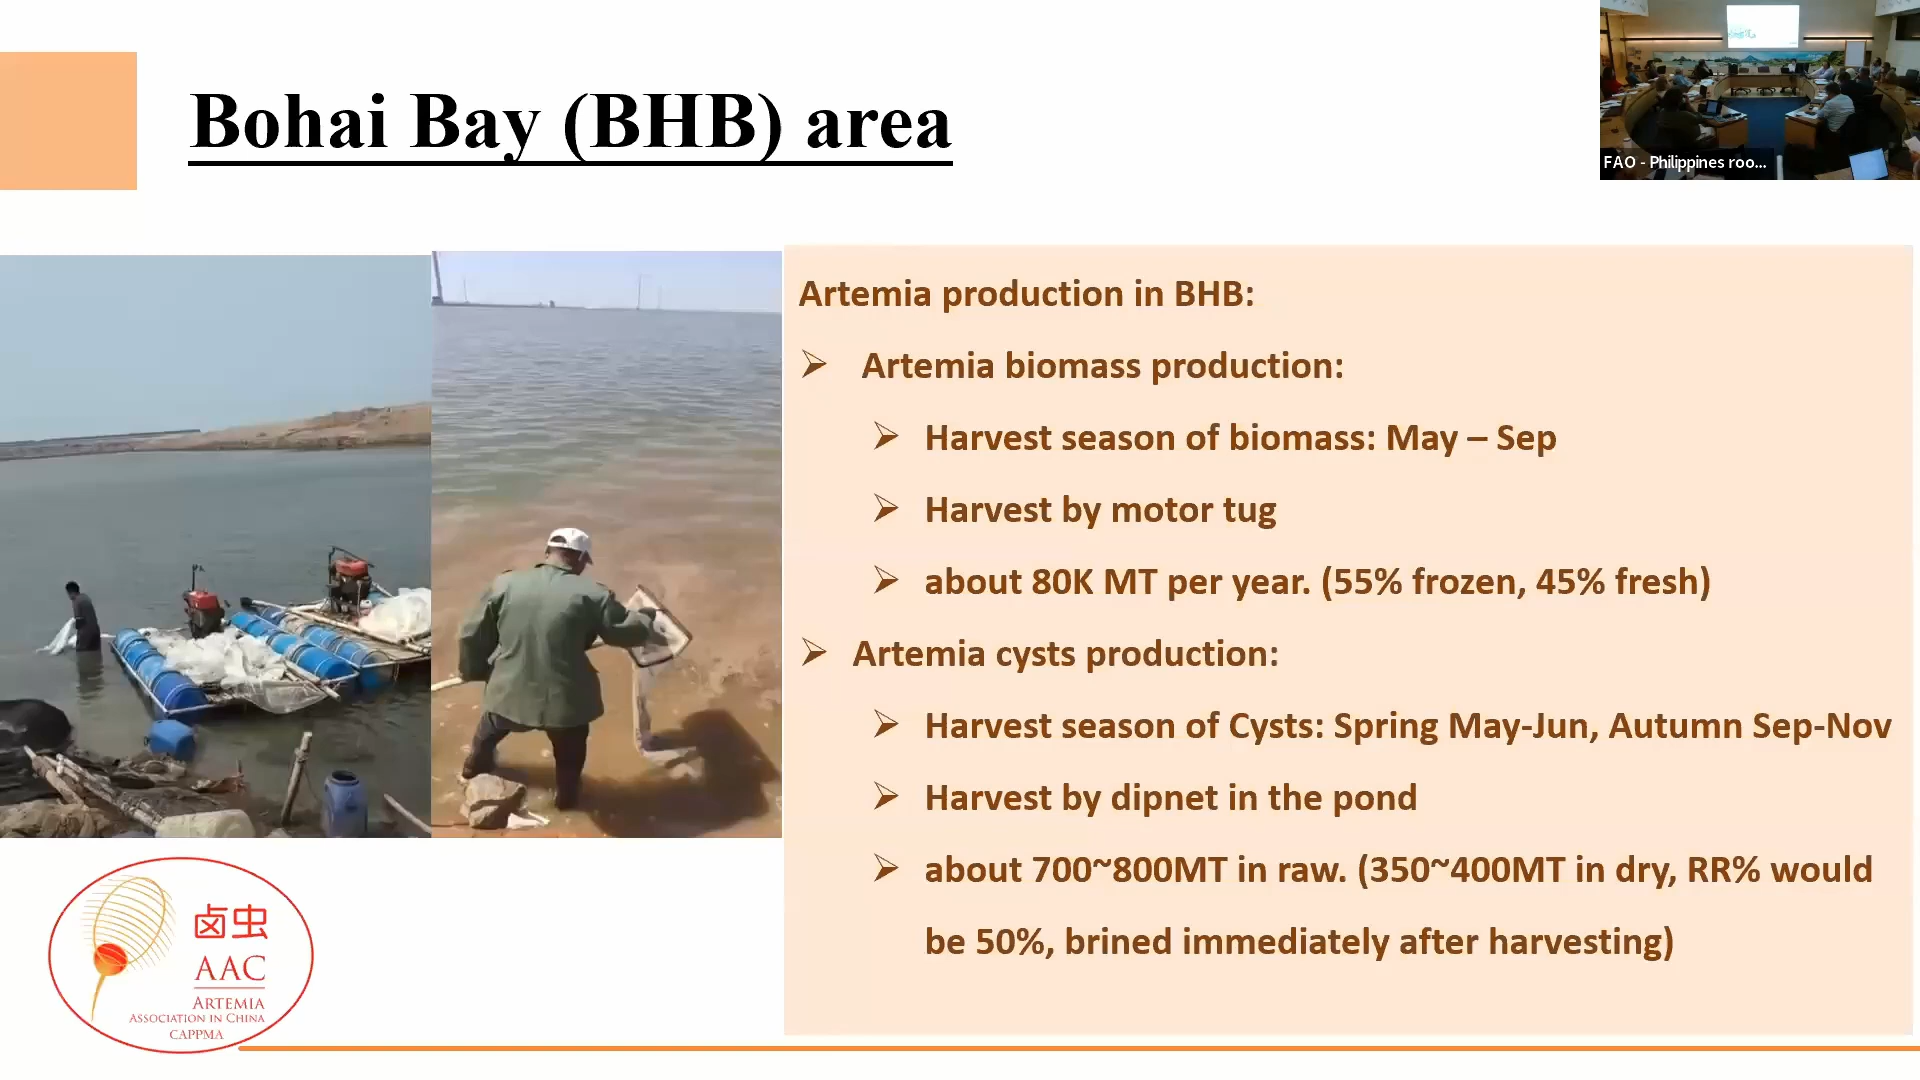 Bohai Bay (BHB) area
FAO - Philippines roo...
Artemia production in BHB:
Artemia biomass production:
Harvest season of biomass: May – Sep
Harvest by motor tug
about 80K MT per year. (55% frozen, 45% fresh)
Artemia cysts production:
Harvest season of Cysts: Spring May-Jun, Autumn Sep-Nov
Harvest by dipnet in the pond
about 700~800MT in raw. (350~400MT in dry, RR% would
be 50%, brined immediately after harvesting)
卤虫
AAC
ARTEMIA
ASSOCIATION IN CHINA
CAPPMA